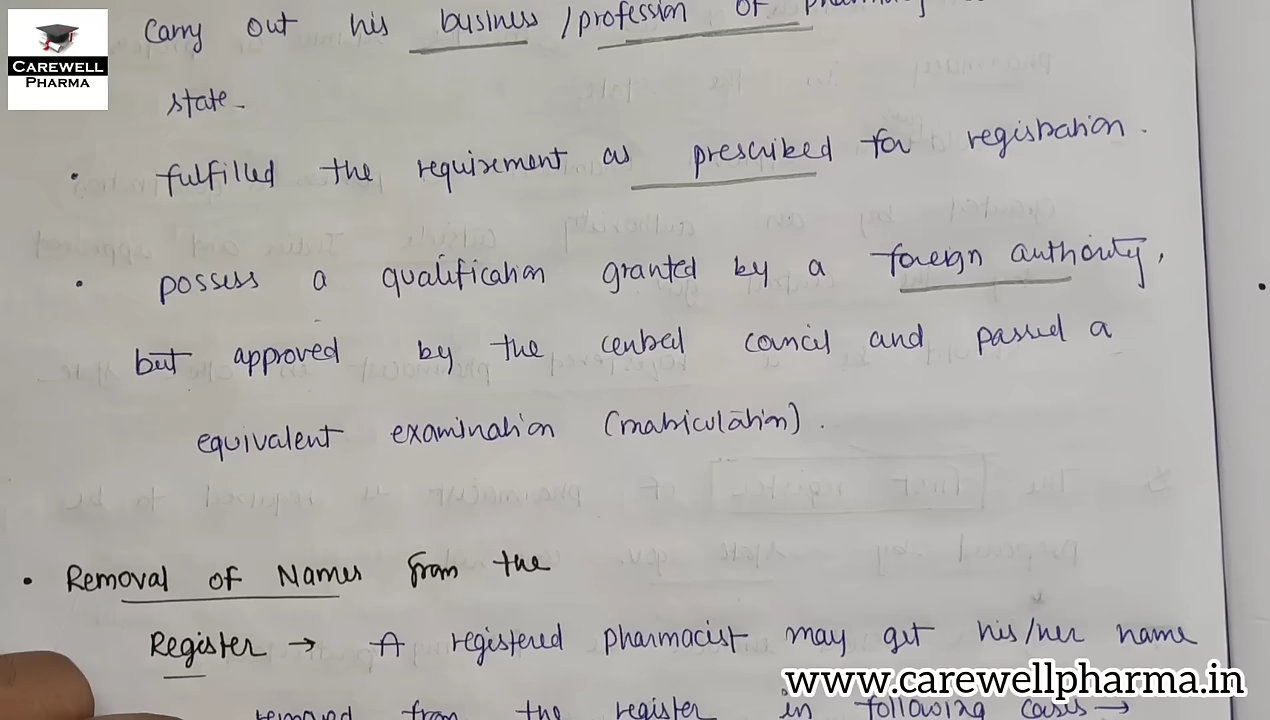 CAREWELL
PHARMA
Carry out his business /profession of pharmacy
state-
• fulfilled the requirement as prescribed for registration.
• possess a qualification granted by a foreign authority,
but approved by the central council and passed a
equivalent examination (matriculation).
• Removal of Names from the
Register → A registered pharmacist may get his/her name
www.carewellpharma.in
removed from the register in following cases →